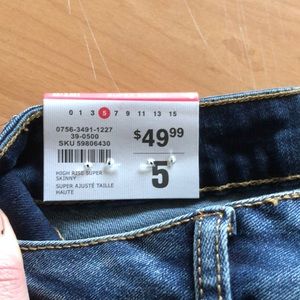 0 1 3 5 7 9 11 13 15
0756-3491-1227
39-0500
SKU 59806430
$49.99
5
HIGH RISE SUPER
SKINNY
SUPER AJUSTÉ TAILLE
HAUTE